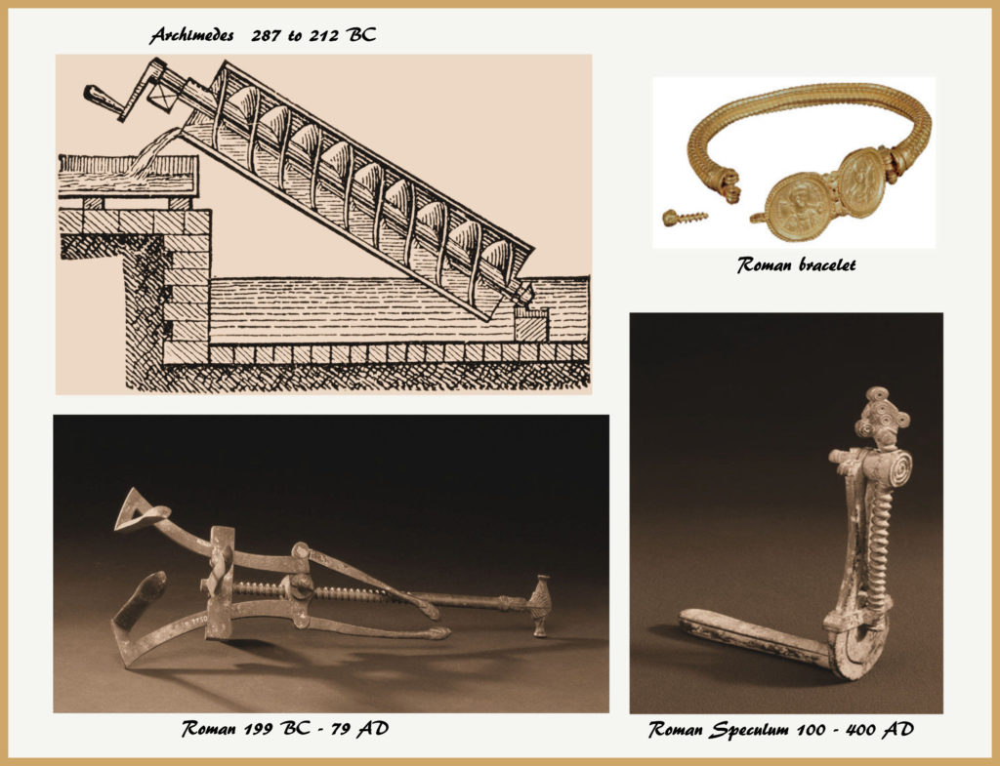 Archimedes 287 to 212 BC
Roman bracelet
Roman 199 BC - 79 AD
Roman Speculum 100 - 400 AD